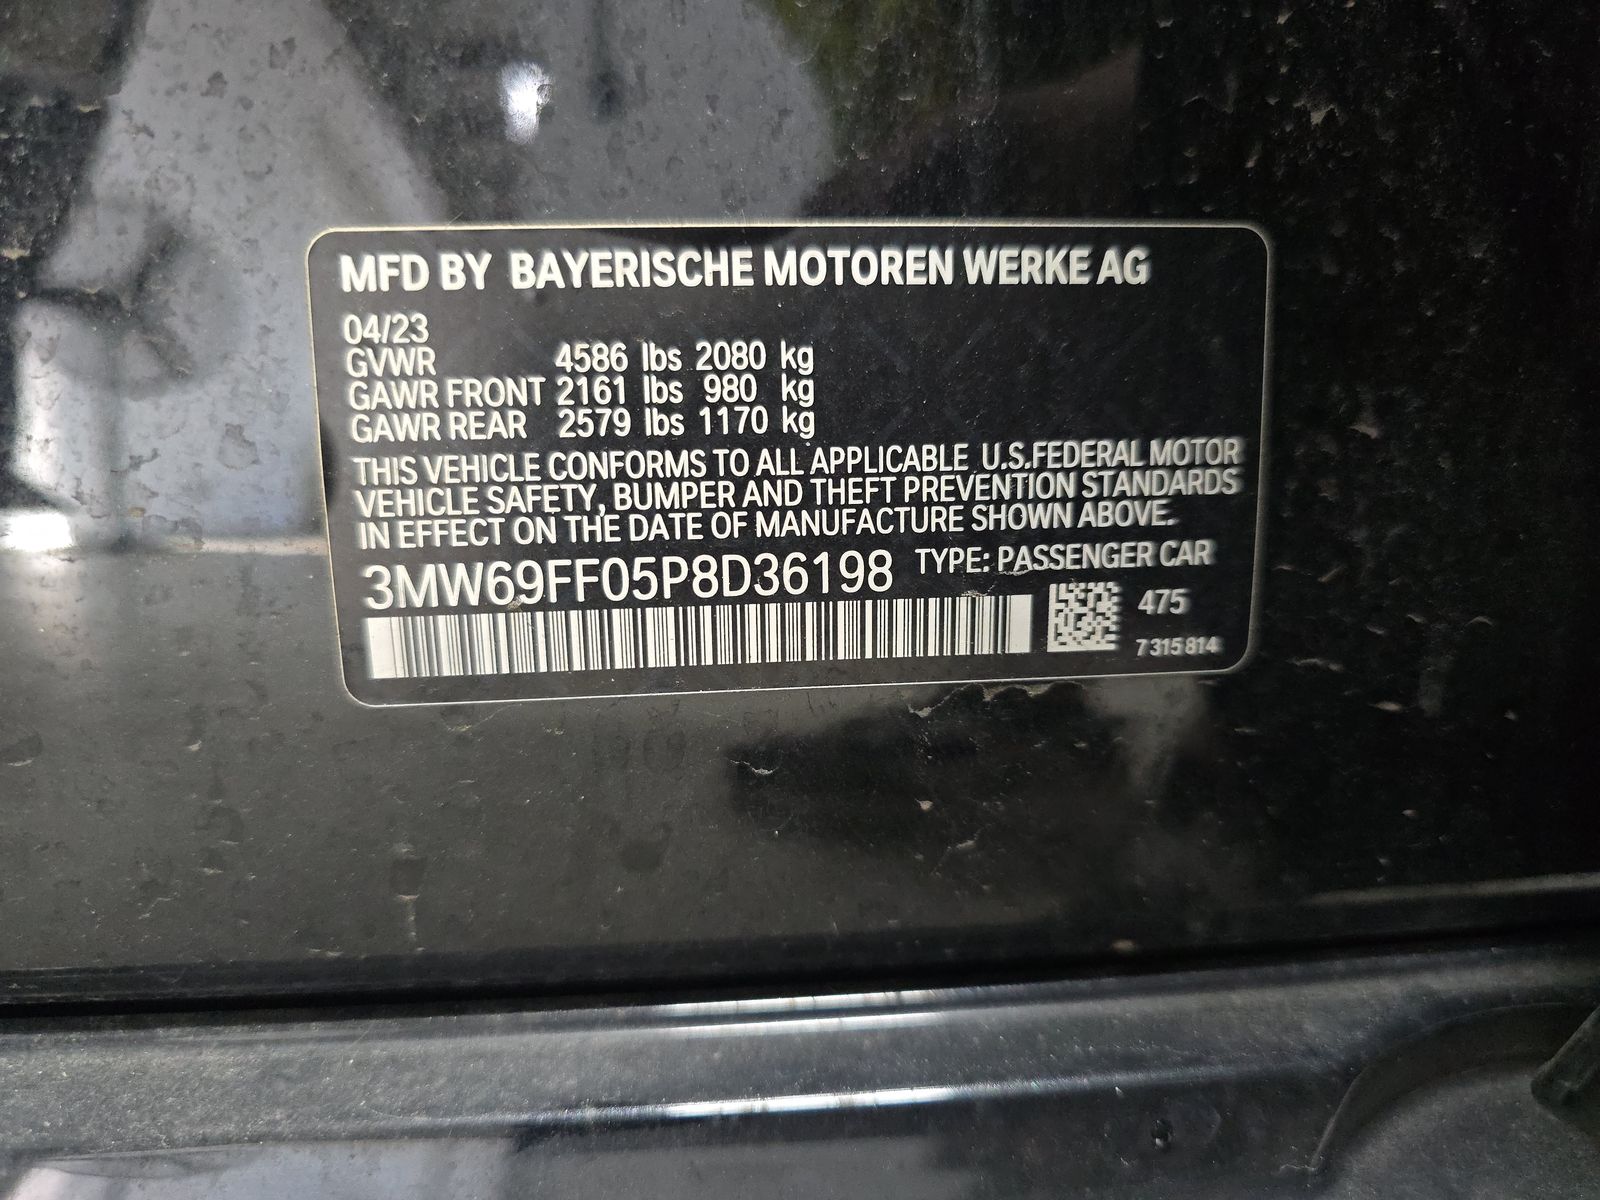 MFD BY BAYERISCHE MOTOREN WERKE AG
04/23
GVWR 4586 lbs 2080 kg
GAWR FRONT 2161 lbs 980 kg
GAWR REAR 2579 lbs 1170 kg
THIS VEHICLE CONFORMS TO ALL APPLICABLE U.S.FEDERAL MOTOR
VEHICLE SAFETY, BUMPER AND THEFT PREVENTION STANDARDS
IN EFFECT ON THE DATE OF MANUFACTURE SHOWN ABOVE.
3MW69FF05P8D36198 TYPE: PASSENGER CAR
475
7 315 814